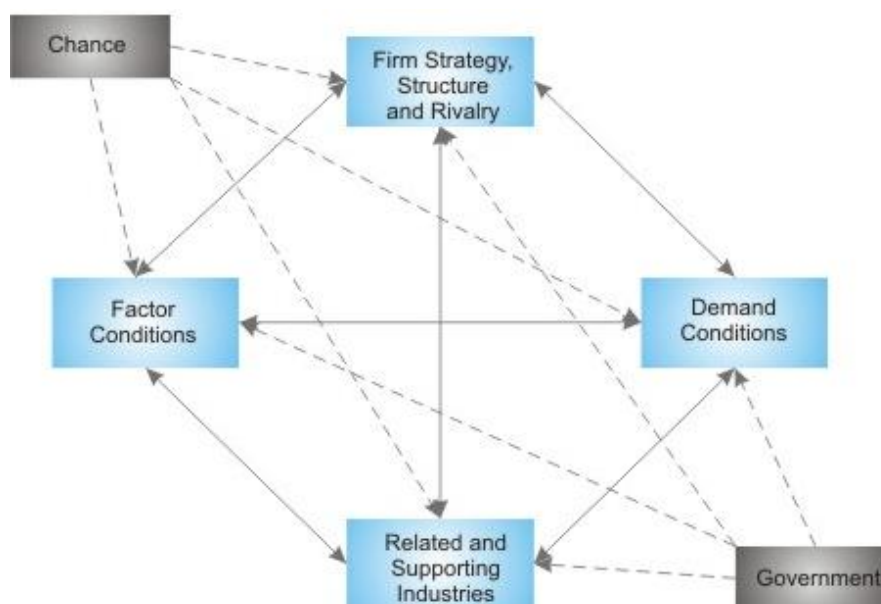 Chance
Firm Strategy,
Structure
and Rivalry
Factor
Conditions
Demand
Conditions
Related and
Supporting
Industries
Government